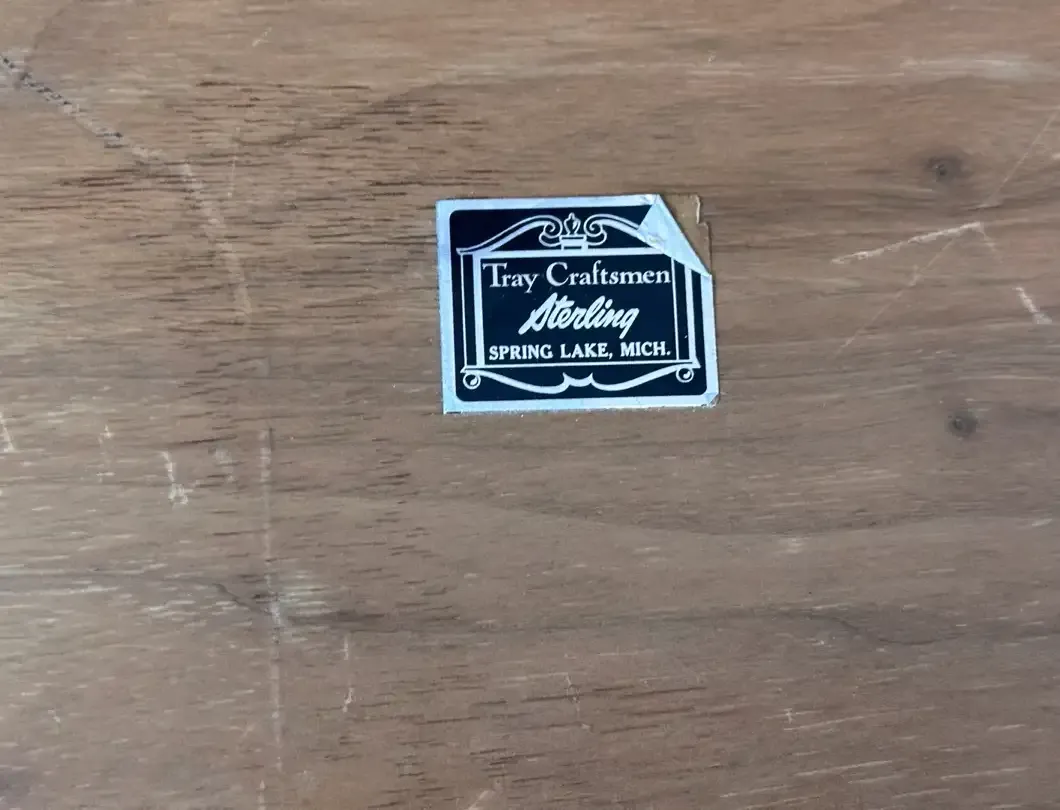 Tray Craftsmen
Sterling
SPRING LAKE, MICH.